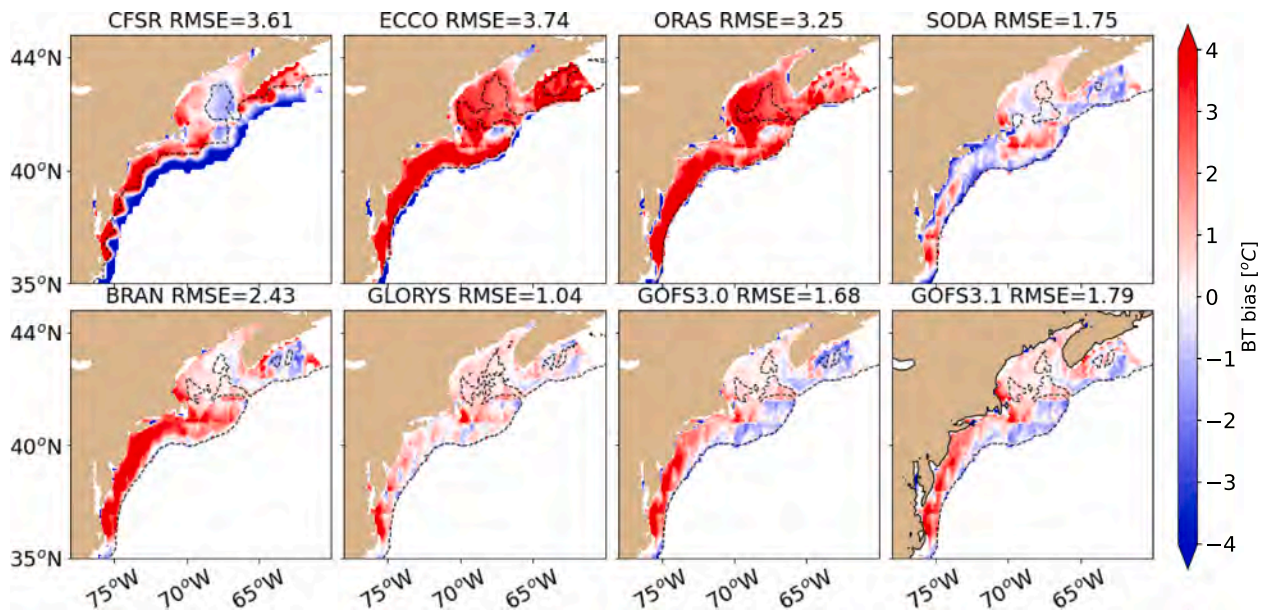 CFSR RMSE=3.61
ECCO RMSE=3.74
ORAS RMSE=3.25
SODA RMSE=1.75
44°N
40°N
35°N
BRAN RMSE=2.43
GLORYS RMSE=1.04
GOFS3.0 RMSE=1.68
GOFS3.1 RMSE=1.79
44°N
40°N
35°N
75°W
70°W
65°W
75°W
70°W
65°W
75°W
70°W
65°W
75°W
70°W
65°W
4
3
2
1
0
−1
−2
−3
−4
BT bias [°C]